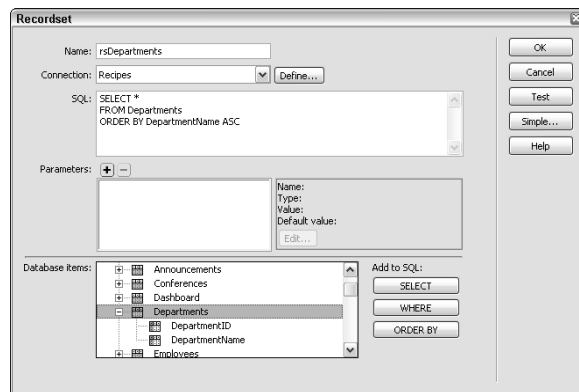 Recordset
Name: rsDepartments
Connection: Recipes Define...
SQL: SELECT *
FROM Departments
ORDER BY DepartmentName ASC
Parameters:
Name:
Type:
Value:
Default value:
Edit...
Database items:
Announcements
Conferences
Dashboard
Departments
DepartmentID
DepartmentName
Employees
Add to SQL:
SELECT
WHERE
ORDER BY
OK
Cancel
Test
Simple...
Help